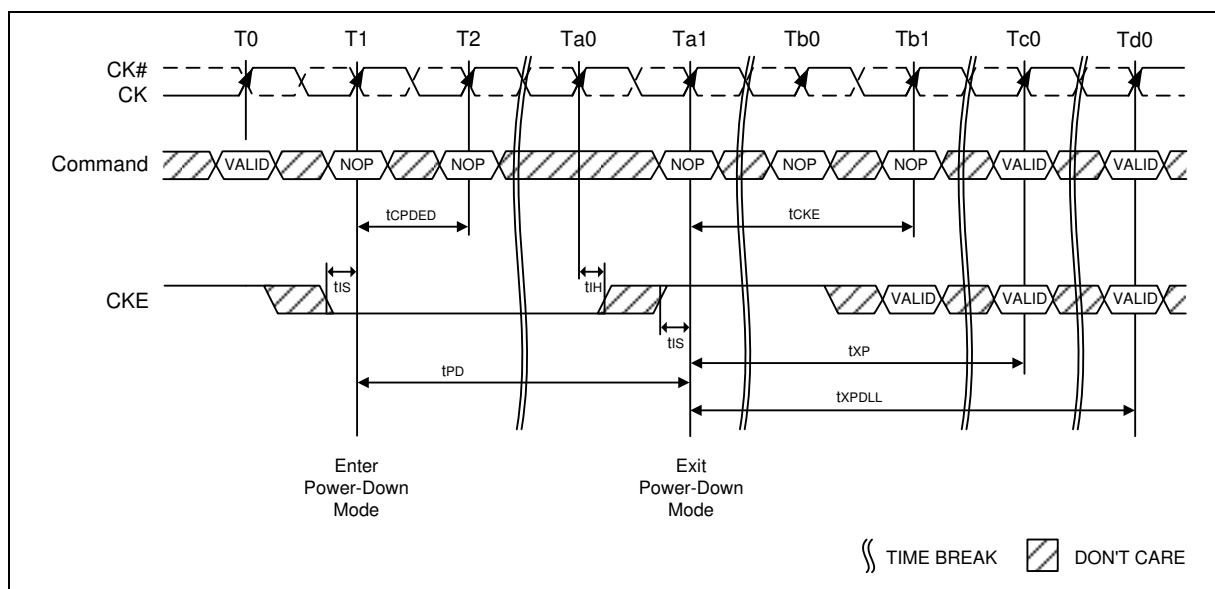 T0 T1 T2 Ta0 Ta1 Tb0 Tb1 Tc0 Td0
CK#
CK
Command VALID NOP NOP NOP NOP NOP VALID VALID
tCPDED tCKE
tIS tIH
CKE VALID VALID VALID
tIS
tXP
tPD
tXPDLL
Enter
Power-Down
Mode
Exit
Power-Down
Mode
TIME BREAK DON'T CARE